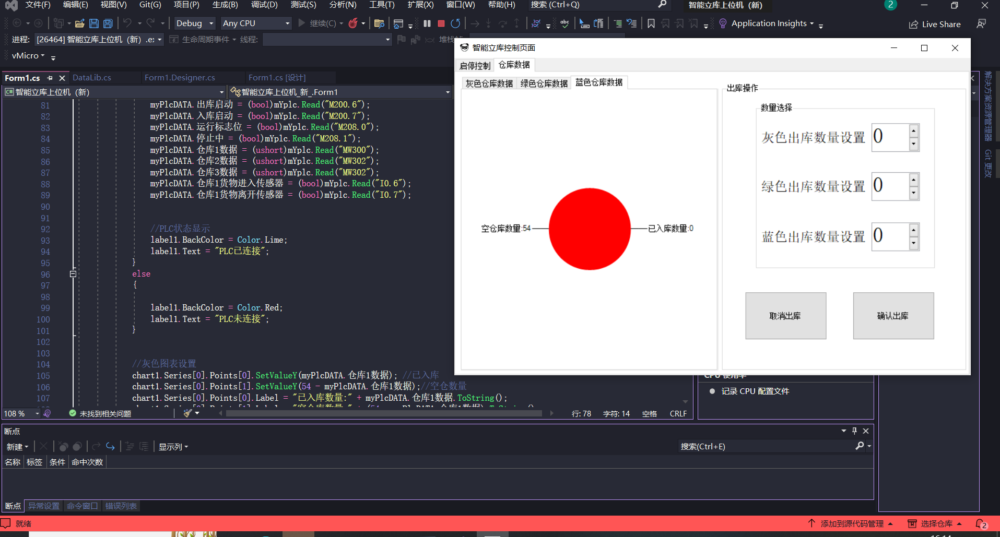 文件(F) 编辑(E) 视图(V) Git(G) 项目(P) 生成(B) 调试(D) 测试(S) 分析(N) 工具(T) 扩展(X) 窗口(W) 帮助(H) 搜索 (Ctrl+Q) 智能立库上位机（新） 2
Debug Any CPU 继续(C) Application Insights Live Share
进程: [26464] 智能立库上位机（新）.e 生命周期事件 线程:
vMicro
Form1.cs DataLib.cs Form1.Designer.cs Form1.cs [设计]
C# 智能立库上位机（新） 智能立库上位机_新_.Form1
81 myPlcDATA.出库启动 = (bool)mYplc.Read("M200.6");
82 myPlcDATA.入库启动 = (bool)mYplc.Read("M200.7");
83 myPlcDATA.运行标志位 = (bool)mYplc.Read("M208.0");
84 myPlcDATA.停止中 = (bool)mYplc.Read("M208.1");
85 myPlcDATA.仓库1数据 = (ushort)mYplc.Read("MW300");
86 myPlcDATA.仓库2数据 = (ushort)mYplc.Read("MW302");
87 myPlcDATA.仓库3数据 = (ushort)mYplc.Read("MW302");
88 myPlcDATA.仓库1货物进入传感器 = (bool)mYplc.Read("I0.6");
89 myPlcDATA.仓库1货物离开传感器 = (bool)mYplc.Read("I0.7");
90
91
92 //PLC状态显示
93 label1.BackColor = Color.Lime;
94 label1.Text = "PLC已连接";
95 }
96 else
97 {
98
99 label1.BackColor = Color.Red;
100 label1.Text = "PLC未连接";
101 }
102
103
104 //灰色图表设置
105 chart1.Series[0].Points[0].SetValueY(myPlcDATA.仓库1数据); //已入库
106 chart1.Series[0].Points[1].SetValueY(54 - myPlcDATA.仓库1数据);//空仓数量
107 chart1.Series[0].Points[0].Label = "已入库数量:" + myPlcDATA.仓库1数据.ToString();
108 % 未找到相关问题 行: 78 字符: 14 空格 CRLF
智能立库控制页面
启停控制 仓库数据
灰色仓库数据 绿色仓库数据 蓝色仓库数据
空仓库数量:54 已入库数量:0
出库操作
数量选择
灰色出库数量设置 0
绿色出库数量设置 0
蓝色出库数量设置 0
取消出库 确认出库
CPU 使用率
记录 CPU 配置文件
解决方案资源管理器
Git 更改
断点
新建 显示列 搜索(Ctrl+E)
名称 标签 条件 命中次数
断点 异常设置 命令窗口 错误列表
就绪 添加到源代码管理 选择仓库 2